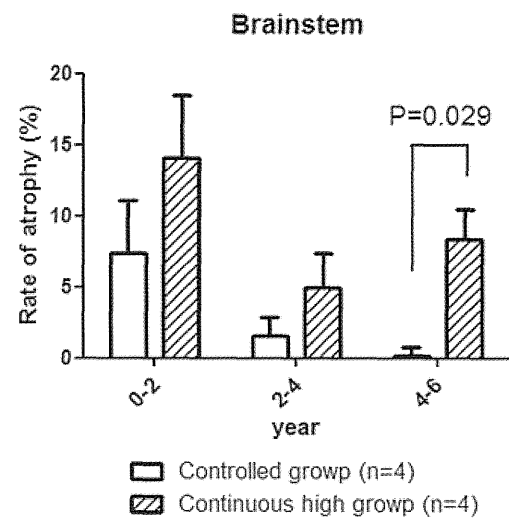 Brainstem
Rate of atrophy (%)
20
15
10
5
0
P=0.029
0-2
2-4
4-6
year
Controlled growp (n=4)
Continuous high growp (n=4)